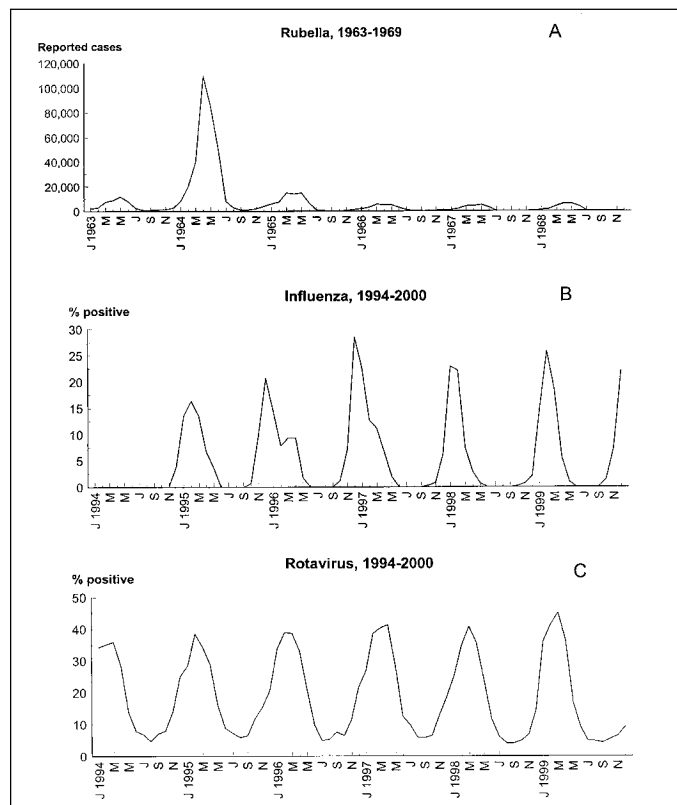 Rubella, 1963-1969
A
Reported cases
120,000
100,000
80,000
60,000
40,000
20,000
0
J 1963 M M J S N J 1964 M M J S N J 1965 M M J S N J 1966 M M J S N J 1967 M M J S N J 1968 M M J S N
Influenza, 1994-2000
B
% positive
30
25
20
15
10
5
0
J 1994 M M J S N J 1995 M M J S N J 1996 M M J S N J 1997 M M J S N J 1998 M M J S N J 1999 M M J S N
Rotavirus, 1994-2000
C
% positive
50
40
30
20
10
0
J 1994 M M J S N J 1995 M M J S N J 1996 M M J S N J 1997 M M J S N J 1998 M M J S N J 1999 M M J S N